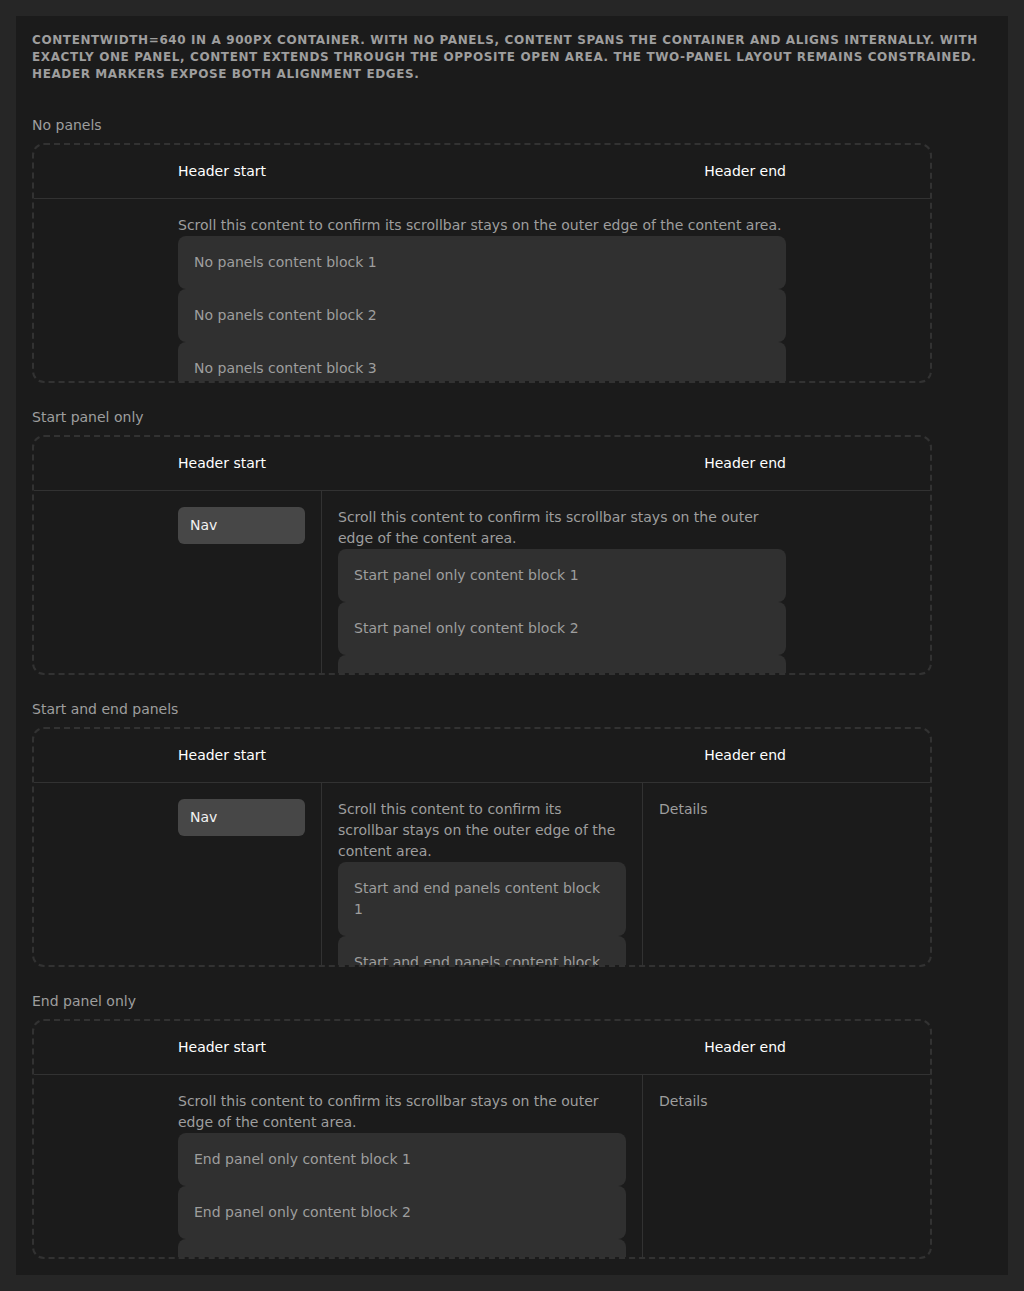 CONTENTWIDTH=640 IN A 900PX CONTAINER. WITH NO PANELS, CONTENT SPANS THE CONTAINER AND ALIGNS INTERNALLY. WITH
EXACTLY ONE PANEL, CONTENT EXTENDS THROUGH THE OPPOSITE OPEN AREA. THE TWO-PANEL LAYOUT REMAINS CONSTRAINED.
HEADER MARKERS EXPOSE BOTH ALIGNMENT EDGES.
No panels
Header start
Header end
Scroll this content to confirm its scrollbar stays on the outer edge of the content area.
No panels content block 1
No panels content block 2
No panels content block 3
Start panel only
Header start
Header end
Nav
Scroll this content to confirm its scrollbar stays on the outer
edge of the content area.
Start panel only content block 1
Start panel only content block 2
Start and end panels
Header start
Header end
Nav
Scroll this content to confirm its
scrollbar stays on the outer edge of the
content area.
Start and end panels content block
1
Start and end panels content block
Details
End panel only
Header start
Header end
Scroll this content to confirm its scrollbar stays on the outer
edge of the content area.
End panel only content block 1
End panel only content block 2
Details